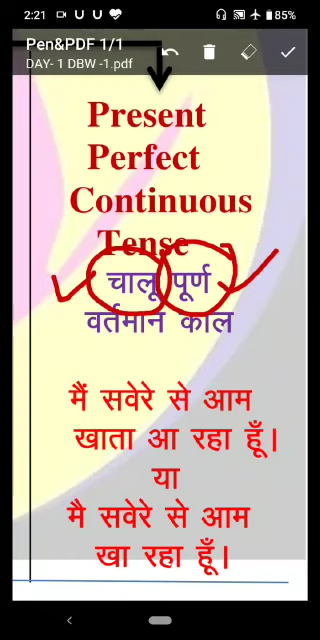 2:21
85%
Pen&PDF 1/1
DAY- 1 DBW -1.pdf
Present
Perfect
Continuous
Tense
चालू पूर्ण
वर्तमान काल
मैं सवेरे से आम
खाता आ रहा हूँ।
या
मै सवेरे से आम
खा रहा हूँ।